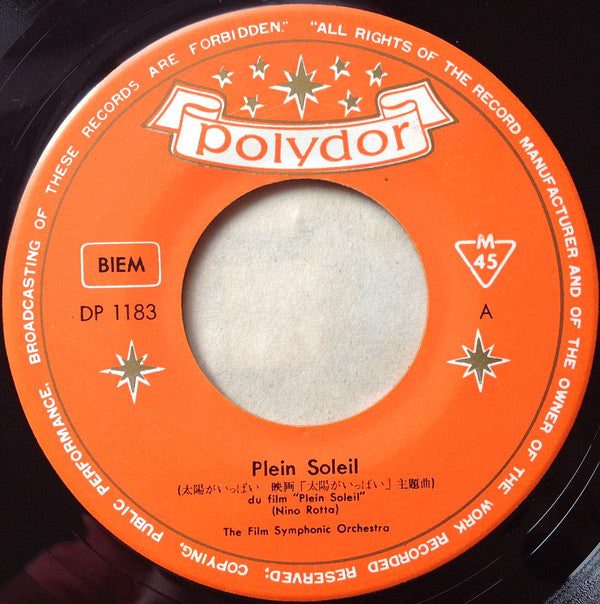 "ALL RIGHTS OF THE RECORD MANUFACTURER AND OF THE OWNER OF THE WORK RECORDED RESERVED; COPYING, PUBLIC PERFORMANCE, BROADCASTING OF THESE RECORDS ARE FORBIDDEN."
polydor
BIEM
M
45
DP 1183
A
Plein Soleil
(太陽がいっぱい 映画「太陽がいっぱい」主題曲)
du film "Plein Soleil"
(Nino Rotta)
The Film Symphonic Orchestra